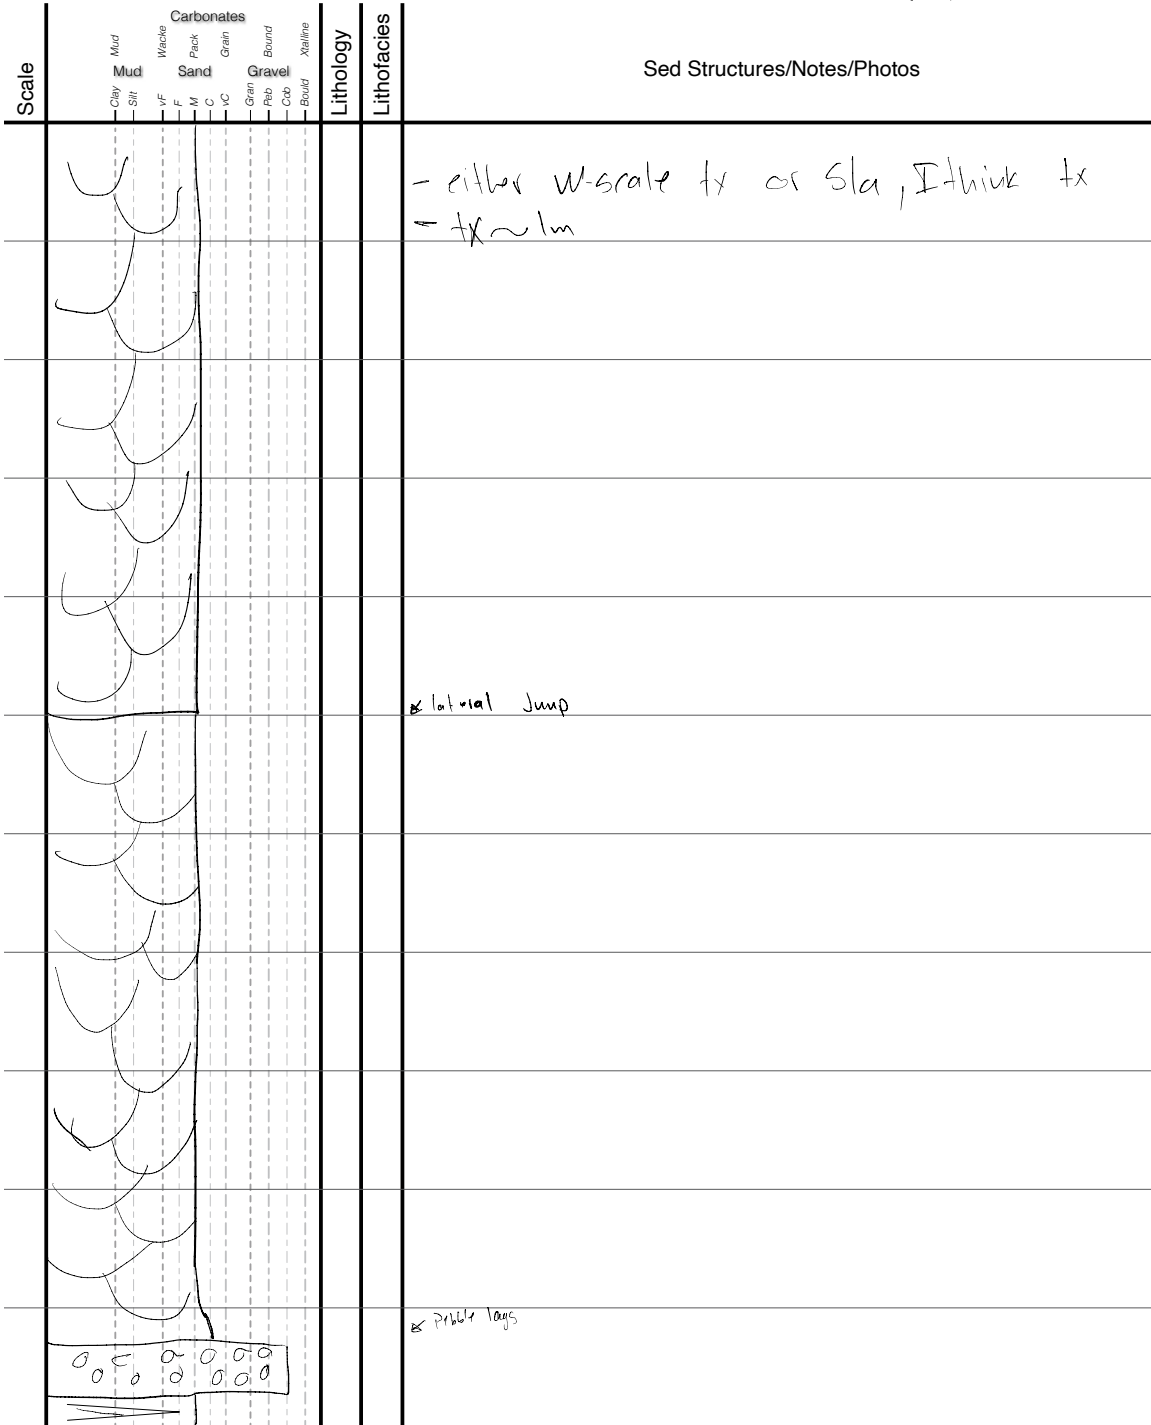 Carbonates
Mud Wacke Pack Grain Bound Xtalline
Mud Sand Gravel
Clay Silt vF F M C vC Gran Peb Cob Bould
Scale
Lithology
Lithofacies
Sed Structures/Notes/Photos
- either w-scale tx or Sla, I think tx
- tx ~ 1m
lateral Jump
Pebble lags